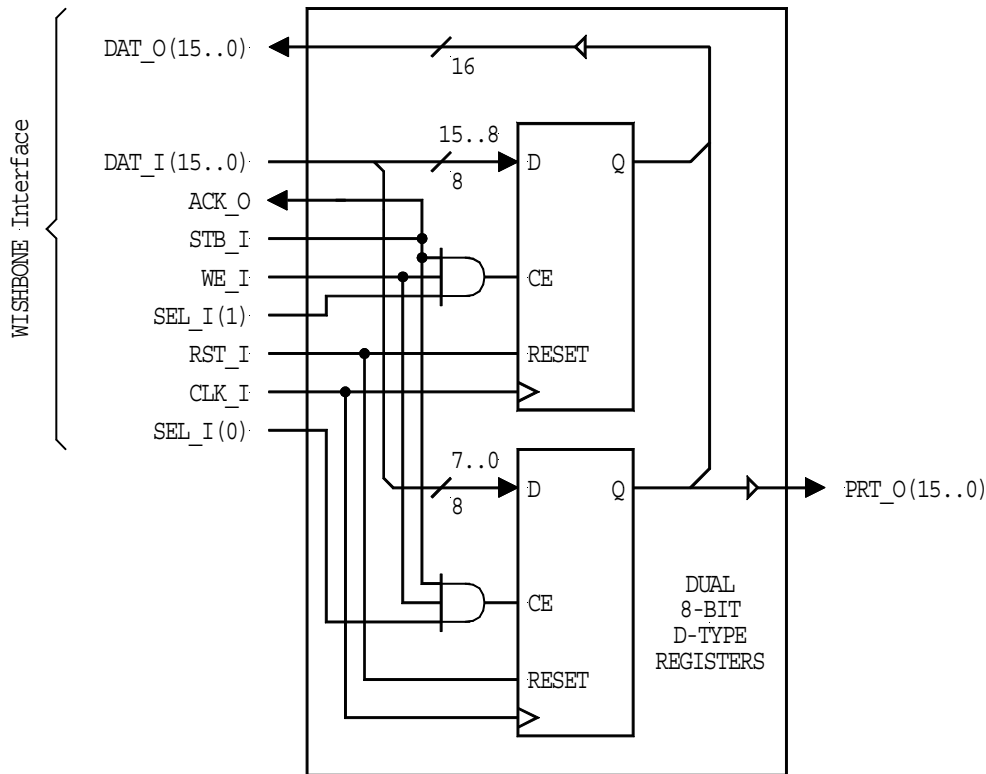 WISHBONE Interface
DAT_O(15..0)
16
DAT_I(15..0)
15..8
8
D
Q
ACK_O
STB_I
WE_I
CE
SEL_I(1)
RST_I
RESET
CLK_I
SEL_I(0)
7..0
8
D
Q
PRT_O(15..0)
CE
DUAL
8-BIT
D-TYPE
REGISTERS
RESET